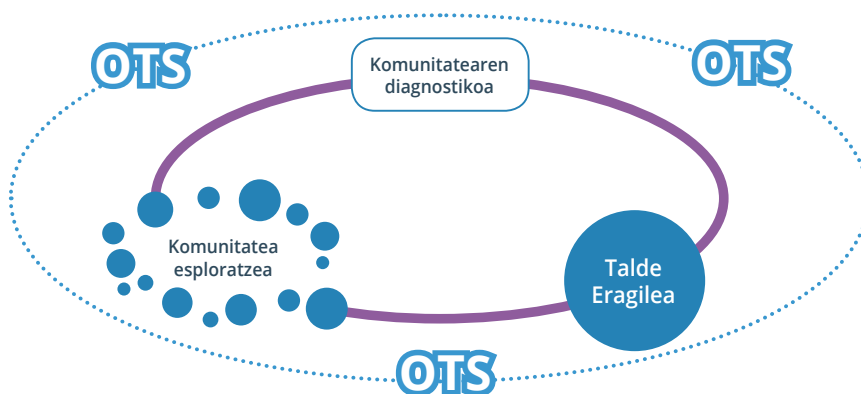 OTS
OTS
Komunitatearen
diagnostikoa
Komunitatea
esploratzea
Talde
Eragilea
OTS